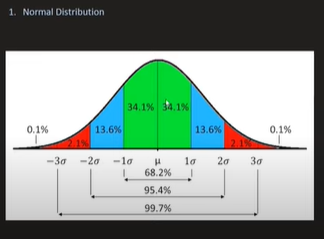 1. Normal Distribution
34.1% 34.1%
0.1% 13.6% 13.6% 0.1%
2.1% 2.1%
-3σ -2σ -1σ μ 1σ 2σ 3σ
68.2%
95.4%
99.7%